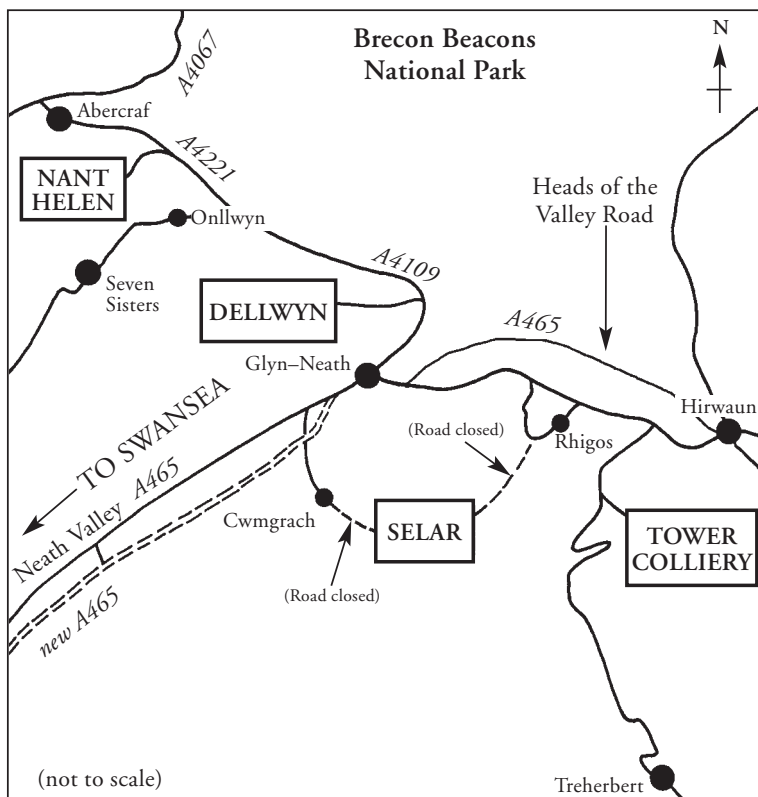 Brecon Beacons
National Park
N
A4067
Abercraf
A4221
NANT
HELEN
Onllwyn
Heads of the
Valley Road
Seven
Sisters
A4109
DELLWYN
A465
Glyn–Neath
Hirwaun
TO SWANSEA
(Road closed)
Rhigos
Neath Valley A465
Cwmgrach
SELAR
TOWER
COLLIERY
(Road closed)
new A465
(not to scale)
Treherbert